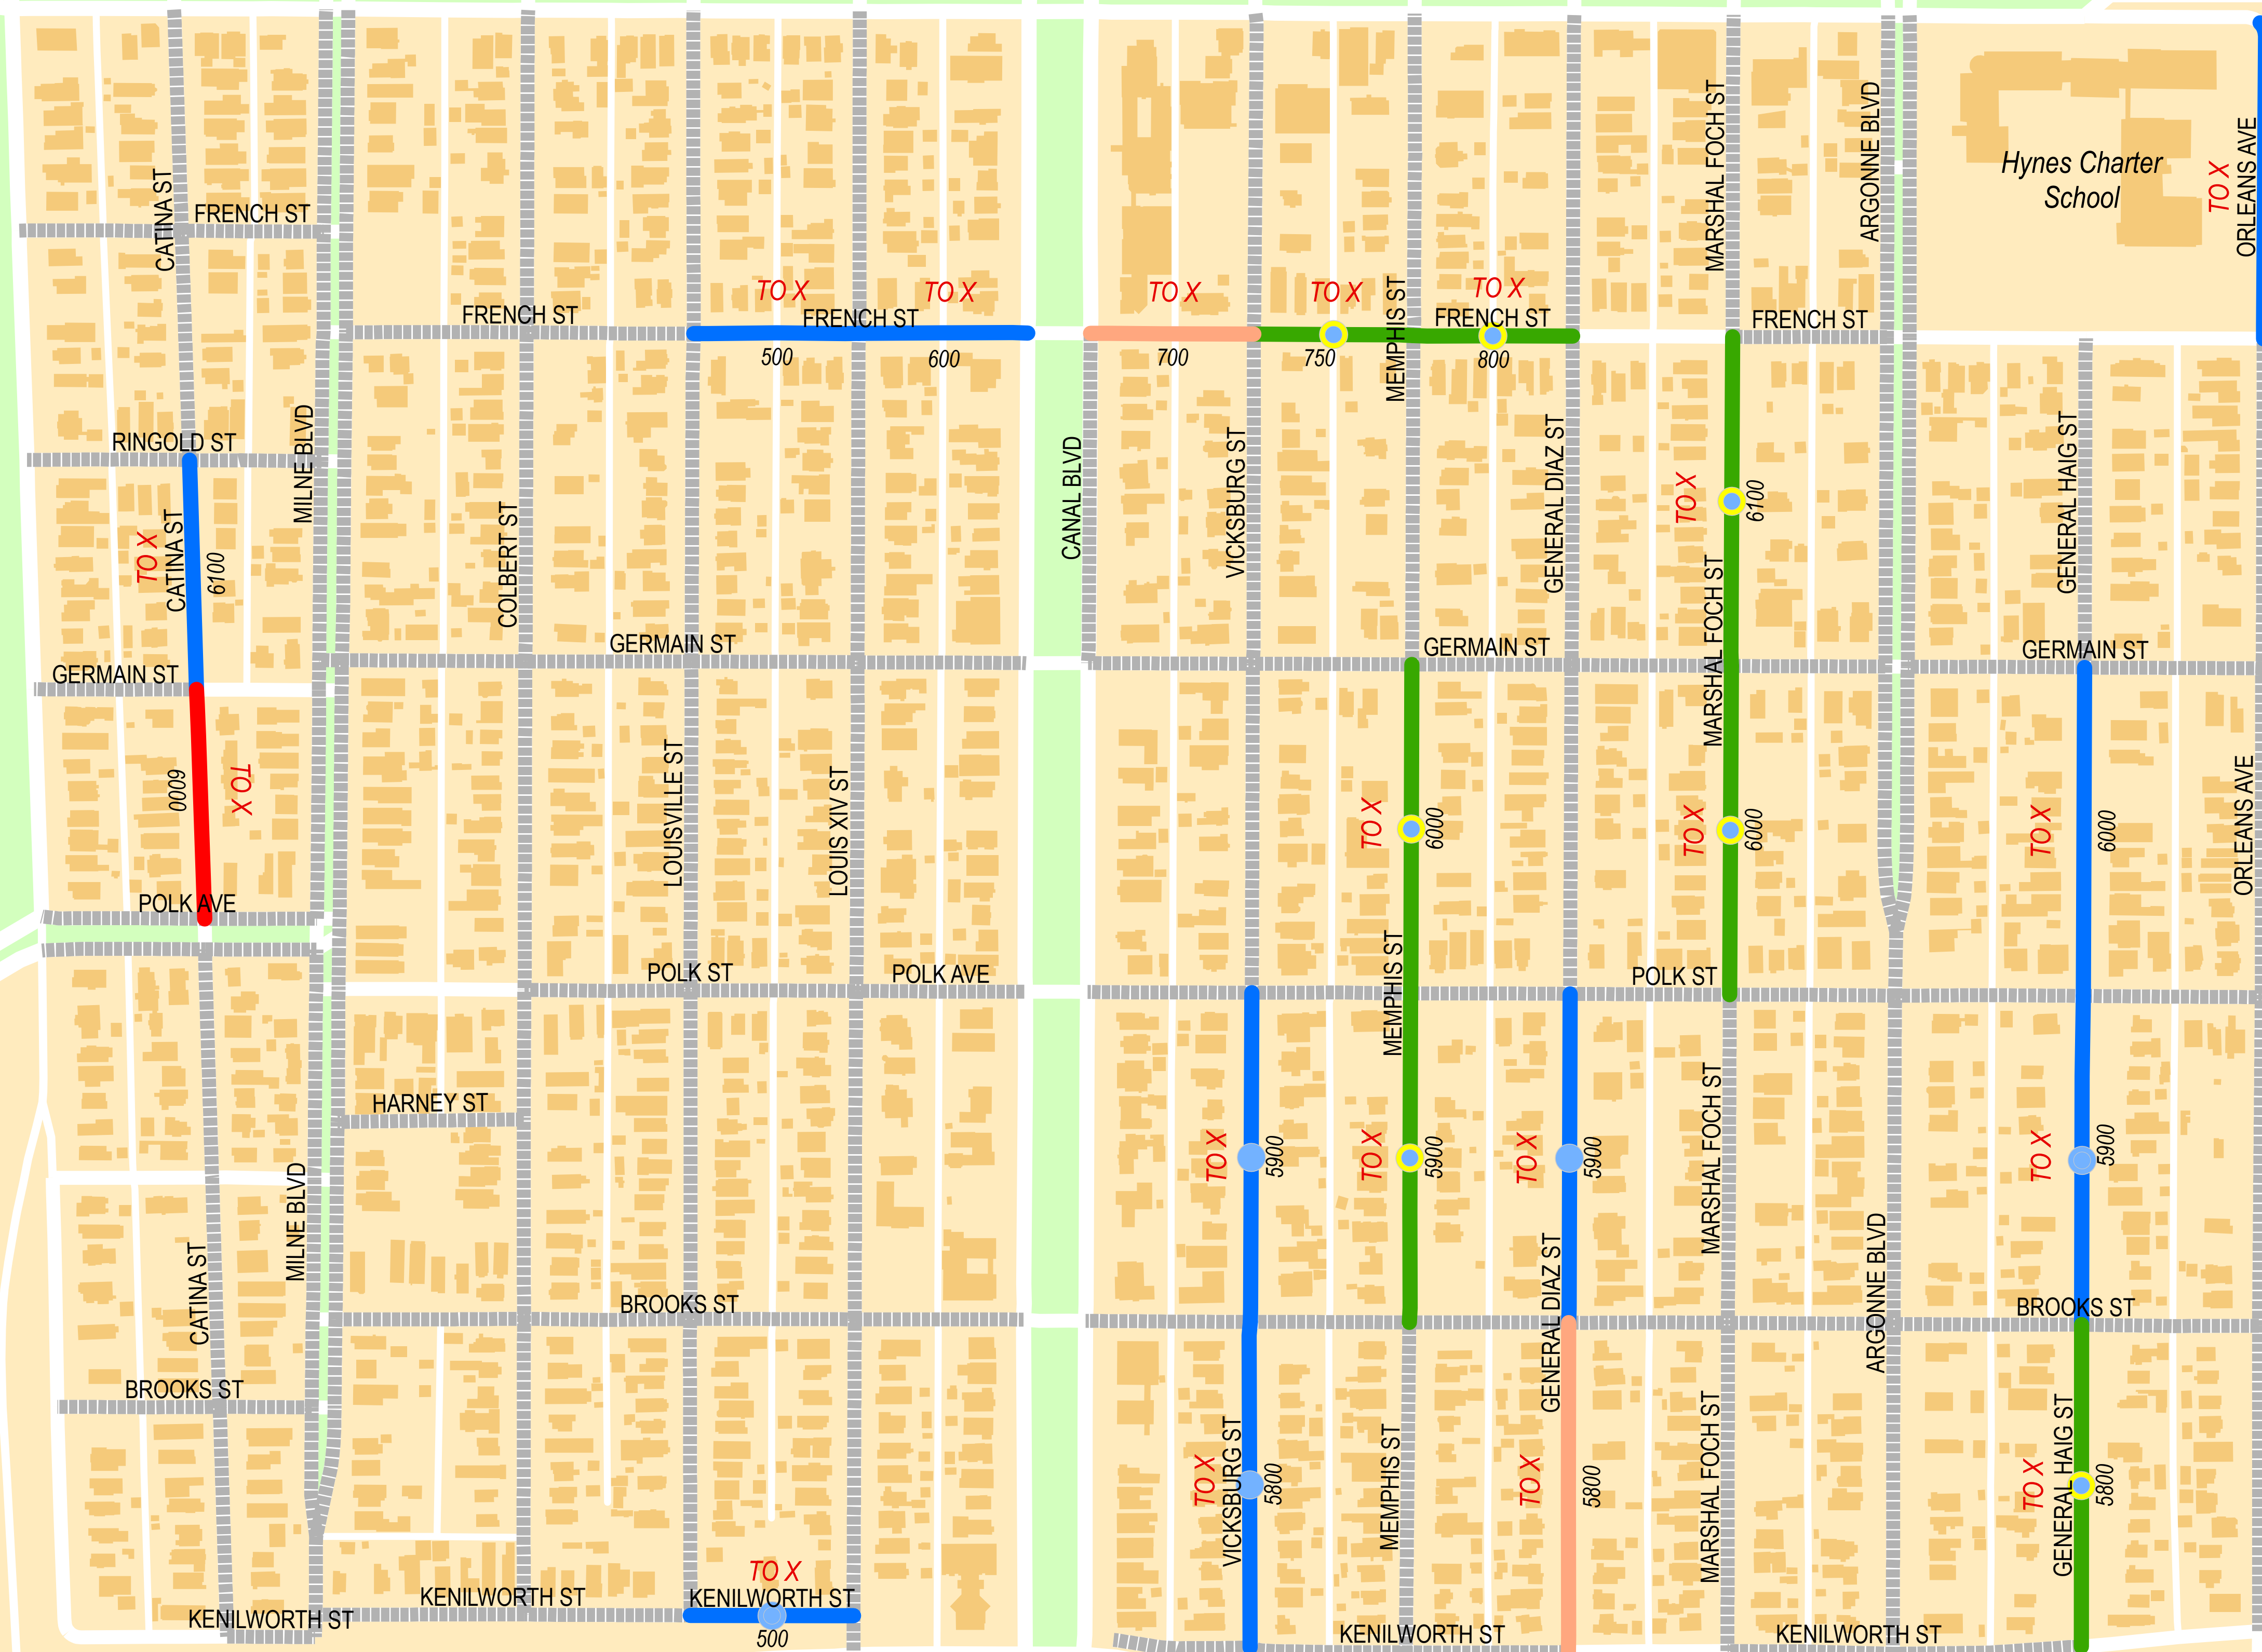 CATINA ST
FRENCH ST
MARSHAL FOCH ST
ARGONNE BLVD
Hynes Charter
School
TO X
ORLEANS AVE
FRENCH ST
TO X
FRENCH ST
TO X
TO X
TO X
MEMPHIS ST
TO X
FRENCH ST
FRENCH ST
500
600
700
750
800
RINGOLD ST
MILNE BLVD
CANAL BLVD
VICKSBURG ST
GENERAL DIAZ ST
TO X
6100
GENERAL HAIG ST
TO X
CATINA ST
6100
COLBERT ST
MARSHAL FOCH ST
GERMAIN ST
GERMAIN ST
GERMAIN ST
GERMAIN ST
6000
TO X
LOUISVILLE ST
LOUIS XIV ST
TO X
6000
TO X
6000
TO X
6000
ORLEANS AVE
POLK AVE
POLK ST
POLK AVE
MEMPHIS ST
POLK ST
HARNEY ST
MILNE BLVD
TO X
5900
TO X
5900
TO X
5900
MARSHAL FOCH ST
TO X
5900
CATINA ST
BROOKS ST
GENERAL DIAZ ST
ARGONNE BLVD
BROOKS ST
BROOKS ST
TO X
VICKSBURG ST
5800
MEMPHIS ST
TO X
5800
MARSHAL FOCH ST
TO X
GENERAL HAIG ST
5800
TO X
KENILWORTH ST
KENILWORTH ST
KENILWORTH ST
500
KENILWORTH ST
KENILWORTH ST